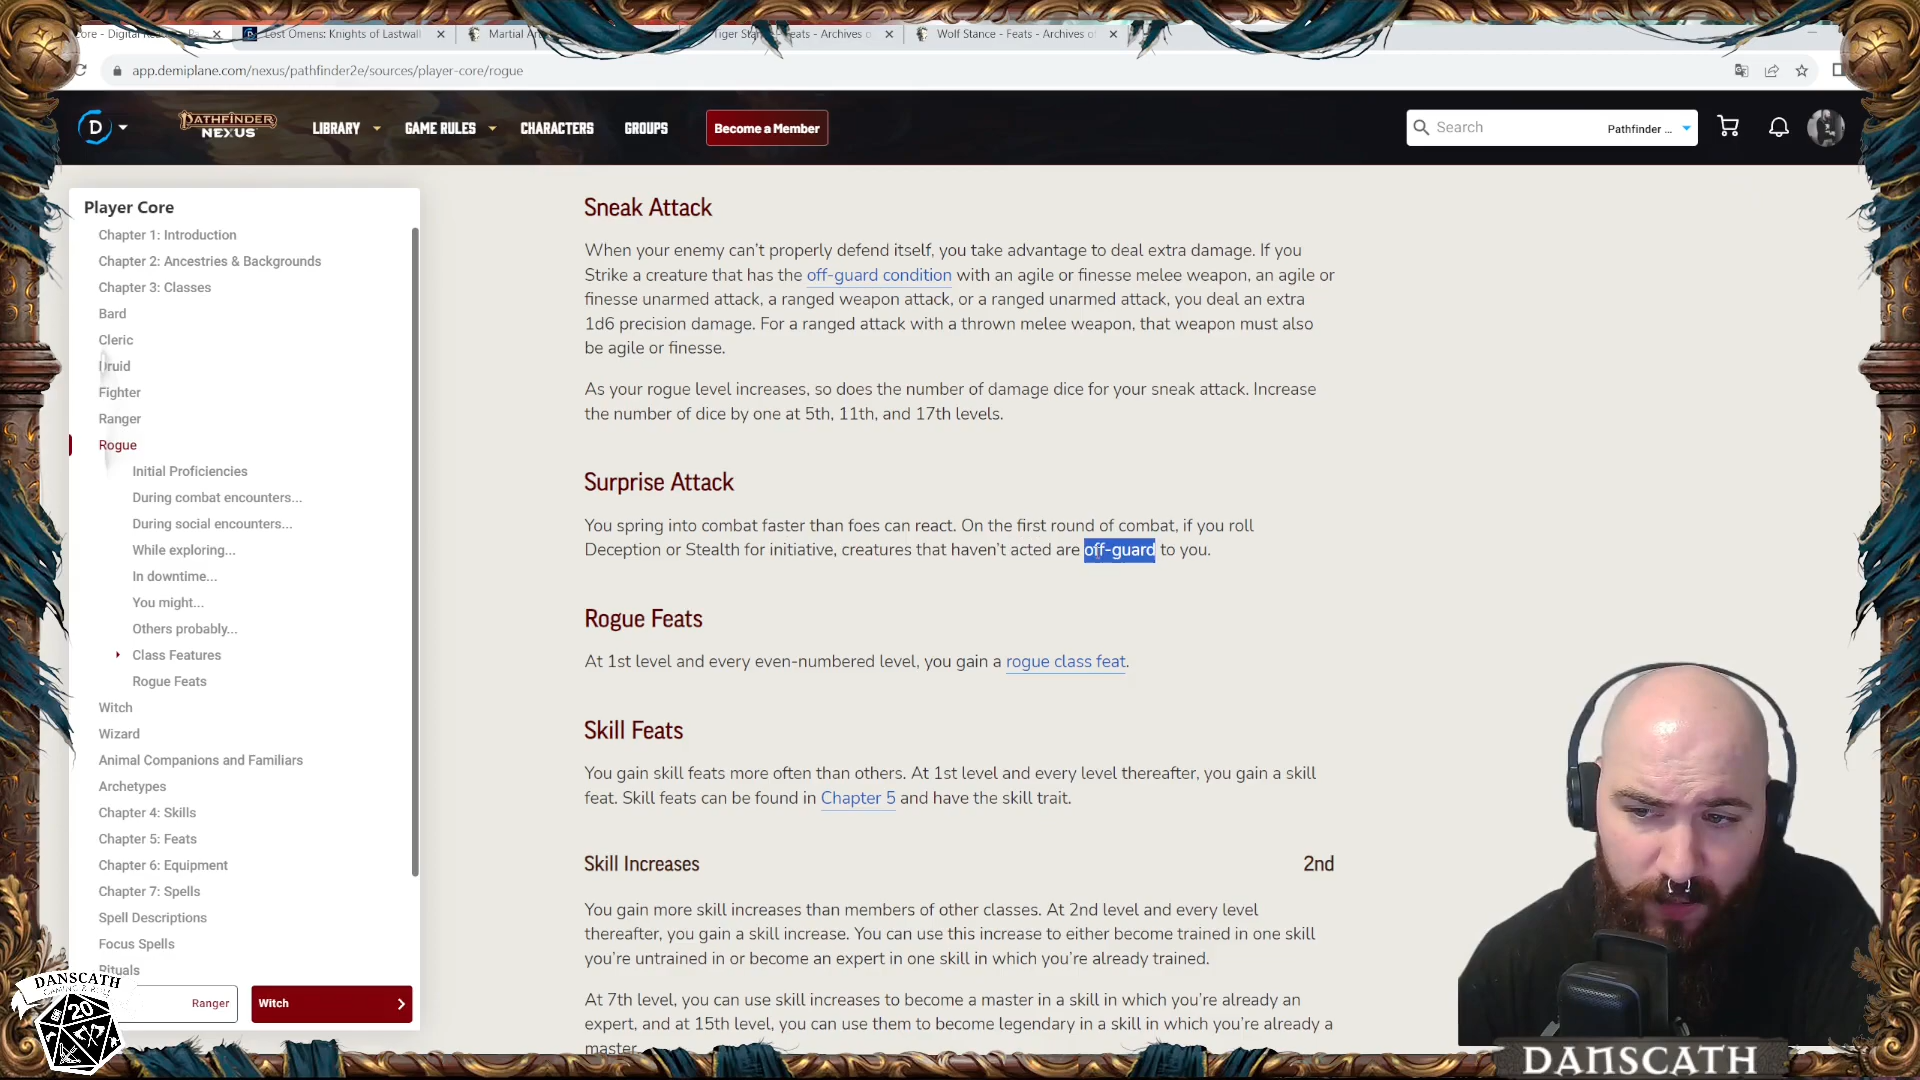 Core - Digital
Lost Omens: Knights of Lastwall
Martial
Tiger
Feats - Archives o
Wolf Stance - Feats - Archives of
app.demiplane.com/nexus/pathfinder2e/sources/player-core/rogue
D
PATHFINDER
NEXUS
LIBRARY
GAME RULES
CHARACTERS
GROUPS
Become a Member
Search
Pathfinder ...
Player Core
Chapter 1: Introduction
Chapter 2: Ancestries & Backgrounds
Chapter 3: Classes
Bard
Cleric
Druid
Fighter
Ranger
Rogue
Initial Proficiencies
During combat encounters...
During social encounters...
While exploring...
In downtime...
You might...
Others probably...
Class Features
Rogue Feats
Witch
Wizard
Animal Companions and Familiars
Archetypes
Chapter 4: Skills
Chapter 5: Feats
Chapter 6: Equipment
Chapter 7: Spells
Spell Descriptions
Focus Spells
Rituals
Ranger
Witch
Sneak Attack
When your enemy can't properly defend itself, you take advantage to deal extra damage. If you
Strike a creature that has the off-guard condition with an agile or finesse melee weapon, an agile or
finesse unarmed attack, a ranged weapon attack, or a ranged unarmed attack, you deal an extra
1d6 precision damage. For a ranged attack with a thrown melee weapon, that weapon must also
be agile or finesse.
As your rogue level increases, so does the number of damage dice for your sneak attack. Increase
the number of dice by one at 5th, 11th, and 17th levels.
Surprise Attack
You spring into combat faster than foes can react. On the first round of combat, if you roll
Deception or Stealth for initiative, creatures that haven't acted are off-guard to you.
Rogue Feats
At 1st level and every even-numbered level, you gain a rogue class feat.
Skill Feats
You gain skill feats more often than others. At 1st level and every level thereafter, you gain a skill
feat. Skill feats can be found in Chapter 5 and have the skill trait.
Skill Increases 2nd
You gain more skill increases than members of other classes. At 2nd level and every level
thereafter, you gain a skill increase. You can use this increase to either become trained in one skill
you're untrained in or become an expert in one skill in which you're already trained.
At 7th level, you can use skill increases to become a master in a skill in which you're already an
expert, and at 15th level, you can use them to become legendary in a skill in which you're already a
master.
DANSCATH
20
DANSCATH